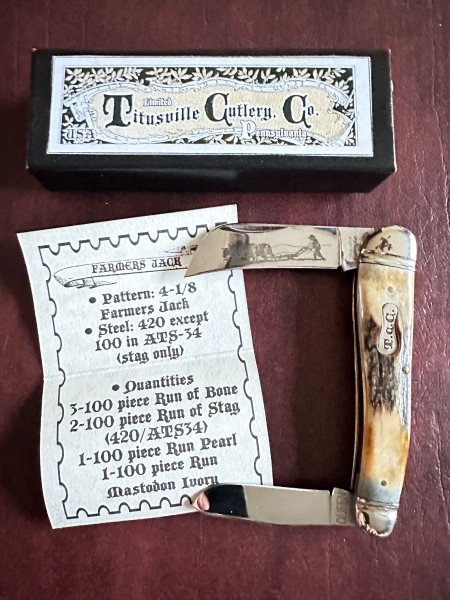 Limited
Titusville Cutlery. Co.
USA
Pennsylvania
FARMERS JACK
• Pattern: 4-1/8
Farmers Jack
• Steel: 420 except
100 in ATS-34
(stag only)
• Quantities
3-100 piece Run of Bone
2-100 piece Run of Stag
(420/ATS34)
1-100 piece Run Pearl
1-100 piece Run
Mastodon Ivory
T.C.C.
QUEEN